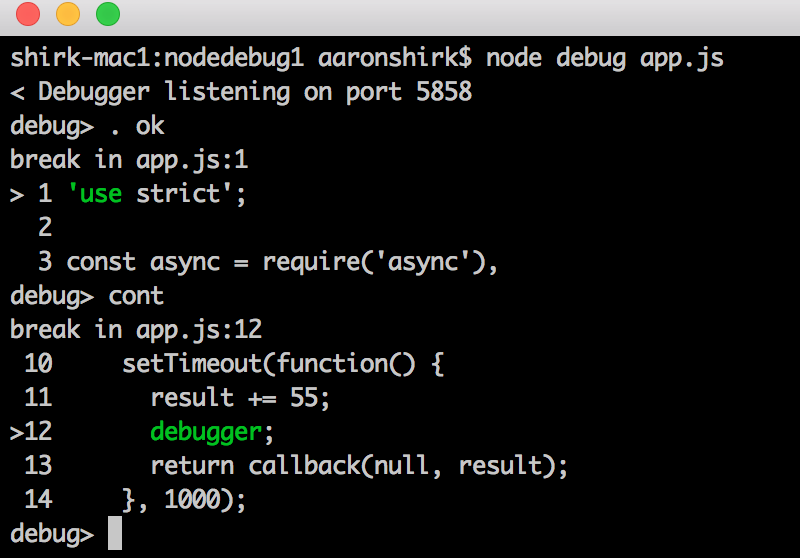 shirk-mac1:nodedebug1 aaronshirk$ node debug app.js
< Debugger listening on port 5858
debug> . ok
break in app.js:1
> 1 'use strict';
  2
  3 const async = require('async'),
debug> cont
break in app.js:12
 10     setTimeout(function() {
 11       result += 55;
>12       debugger;
 13       return callback(null, result);
 14     }, 1000);
debug>